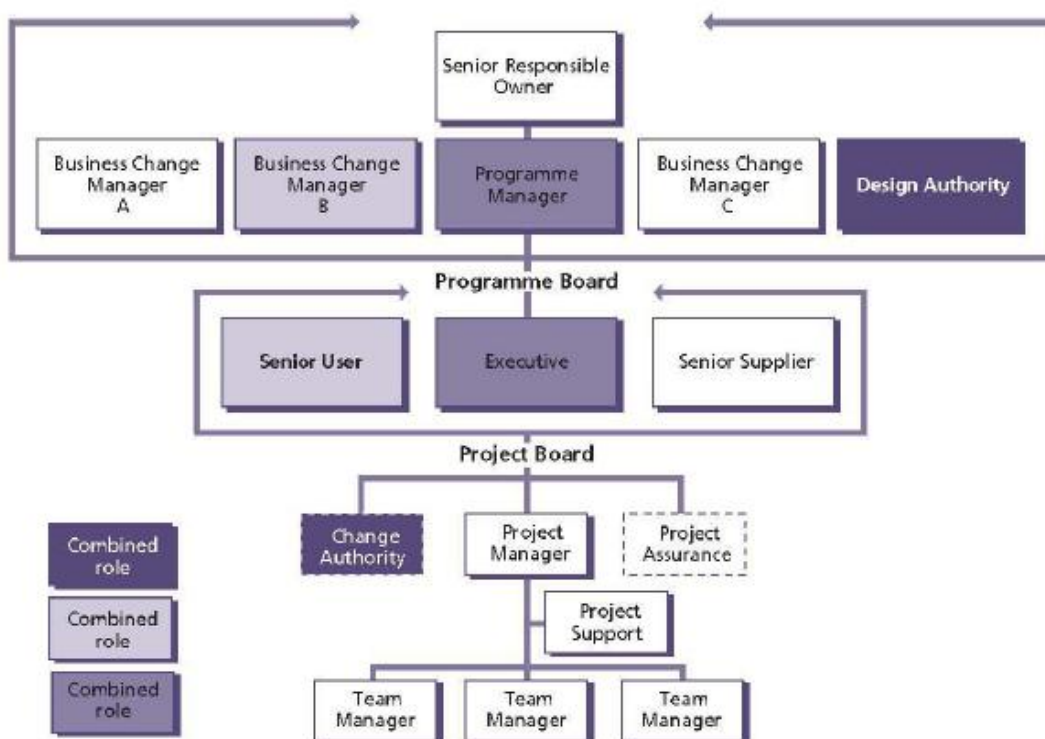 Senior Responsible
Owner
Business Change
Manager
A
Business Change
Manager
B
Programme
Manager
Business Change
Manager
C
Design Authority
Programme Board
Senior User
Executive
Senior Supplier
Project Board
Change
Authority
Project
Manager
Project
Assurance
Combined
role
Project
Support
Combined
role
Combined
role
Team
Manager
Team
Manager
Team
Manager